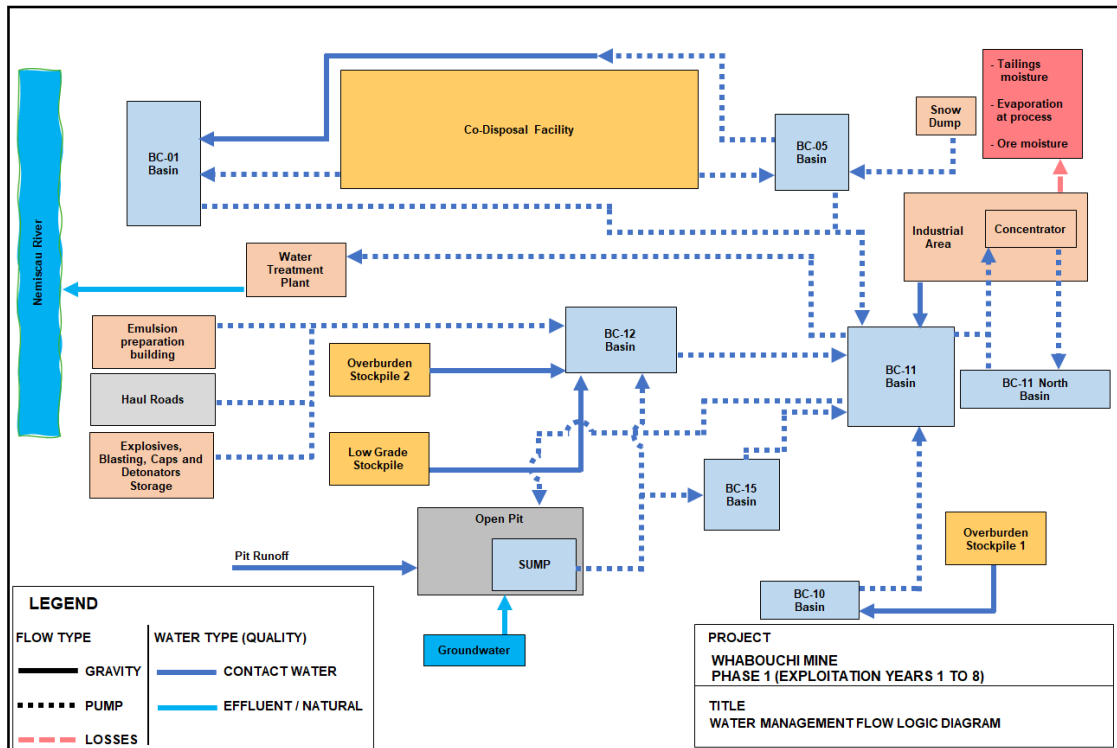 Nemiscau River
BC-01
Basin
Co-Disposal Facility
BC-05
Basin
Snow
Dump
- Tailings
moisture
- Evaporation
at process
- Ore moisture
Industrial
Area
Concentrator
Water
Treatment
Plant
Emulsion
preparation
building
Overburden
Stockpile 2
BC-12
Basin
BC-11
Basin
BC-11 North
Basin
Haul Roads
Explosives,
Blasting, Caps and
Detonators
Storage
Low Grade
Stockpile
BC-15
Basin
Open Pit
SUMP
Overburden
Stockpile 1
Pit Runoff
BC-10
Basin
Groundwater
LEGEND
FLOW TYPE
WATER TYPE (QUALITY)
GRAVITY
CONTACT WATER
PUMP
EFFLUENT / NATURAL
LOSSES
PROJECT
WHABOUCHI MINE
PHASE 1 (EXPLOITATION YEARS 1 TO 8)
TITLE
WATER MANAGEMENT FLOW LOGIC DIAGRAM